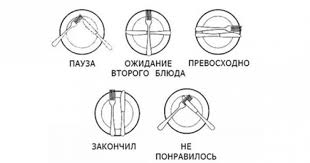 ПАУЗА
ОЖИДАНИЕ
ВТОРОГО БЛЮДА
ПРЕВОСХОДНО
ЗАКОНЧИЛ
НЕ
ПОНРАВИЛОСЬ